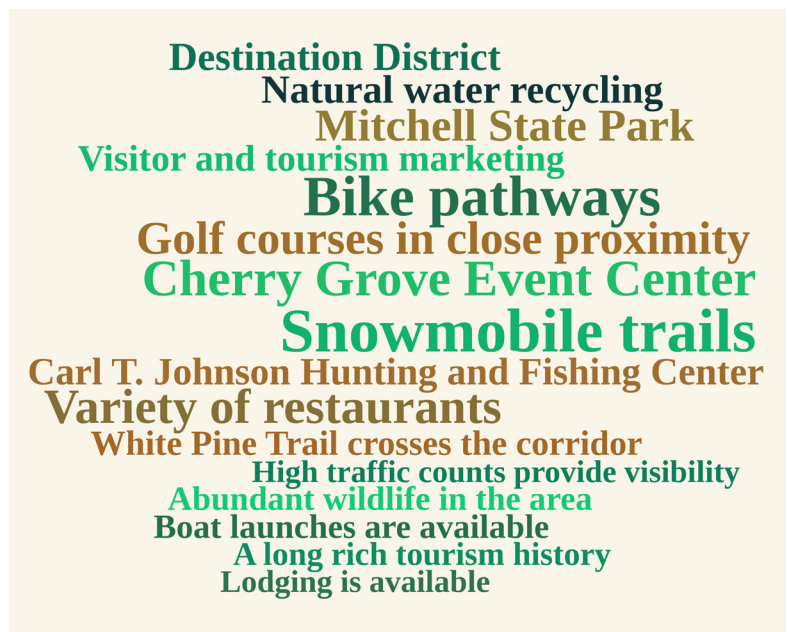 Destination District
Natural water recycling
Mitchell State Park
Visitor and tourism marketing
Bike pathways
Golf courses in close proximity
Cherry Grove Event Center
Snowmobile trails
Carl T. Johnson Hunting and Fishing Center
Variety of restaurants
White Pine Trail crosses the corridor
High traffic counts provide visibility
Abundant wildlife in the area
Boat launches are available
A long rich tourism history
Lodging is available